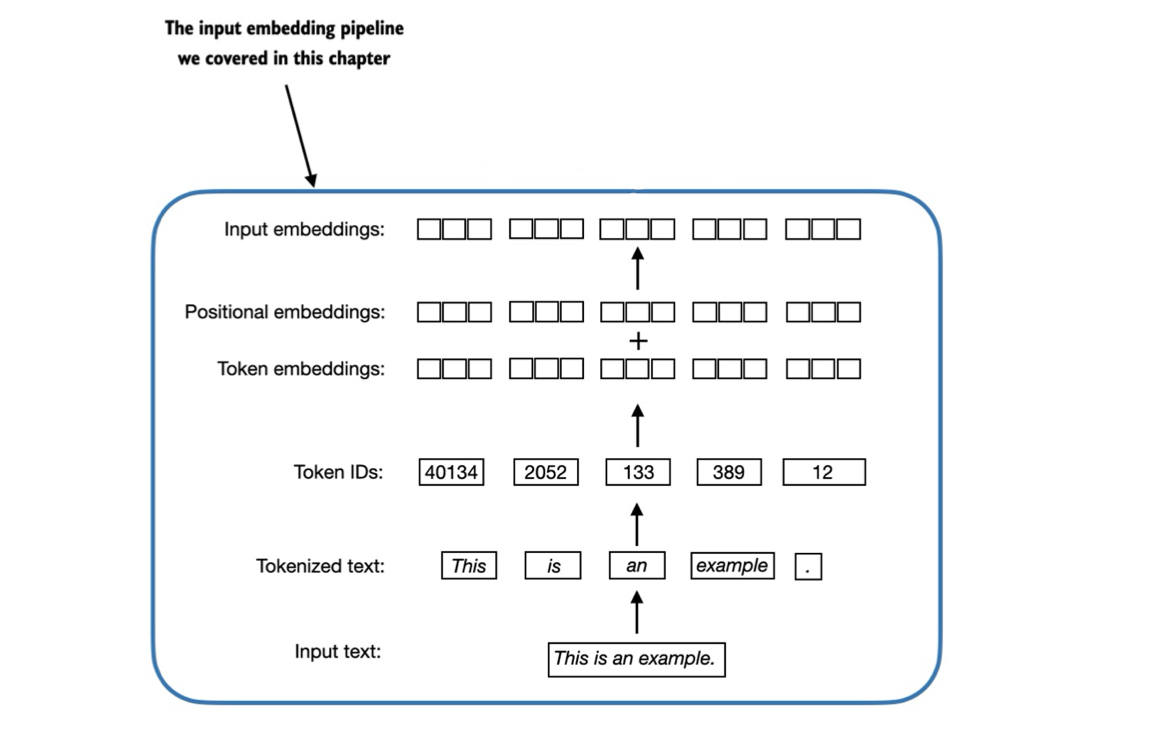 The input embedding pipeline
we covered in this chapter
Input embeddings:
Positional embeddings:
+
Token embeddings:
Token IDs: 40134 2052 133 389 12
Tokenized text: This is an example .
Input text: This is an example.